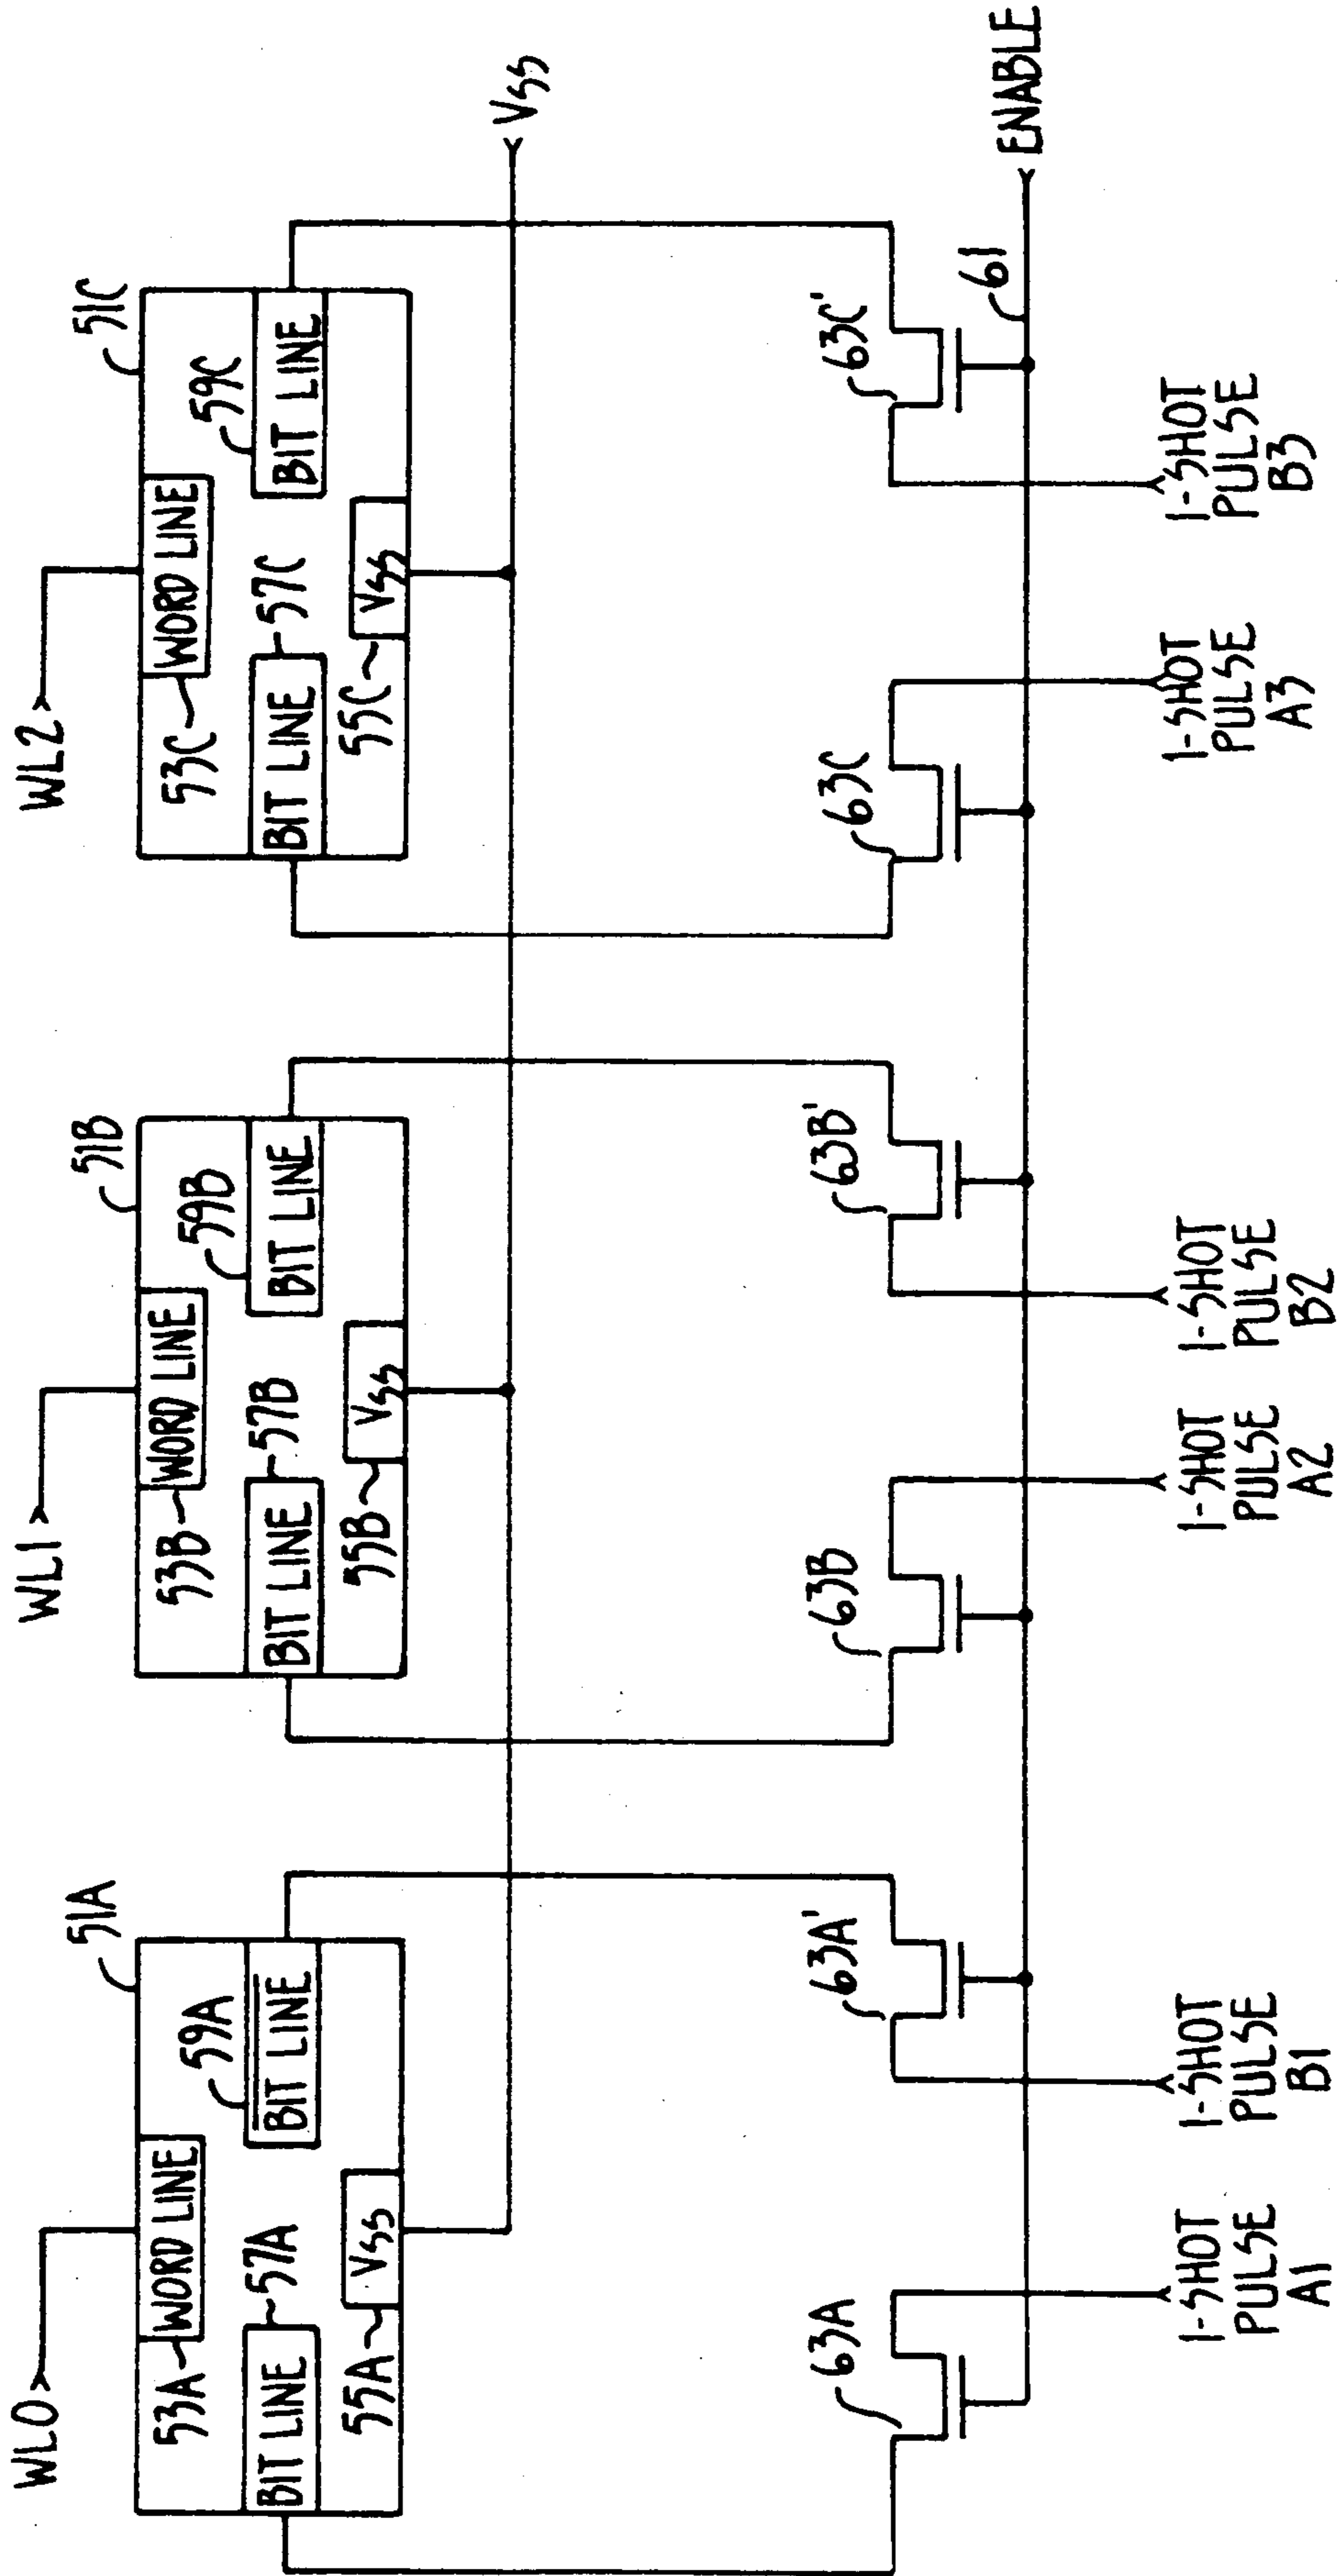 WL0
WL1
WL2
51A
51B
51C
53A
WORD LINE
59A
57A
BIT LINE
BIT LINE
55A
VSS
53B
WORD LINE
59B
57B
BIT LINE
BIT LINE
55B
VSS
53C
WORD LINE
59C
57C
BIT LINE
BIT LINE
55C
VSS
VSS
63A
63A'
63B
63B'
63C
63C'
61
ENABLE
1-SHOT
PULSE
A1
1-SHOT
PULSE
B1
1-SHOT
PULSE
A2
1-SHOT
PULSE
B2
1-SHOT
PULSE
A3
1-SHOT
PULSE
B3